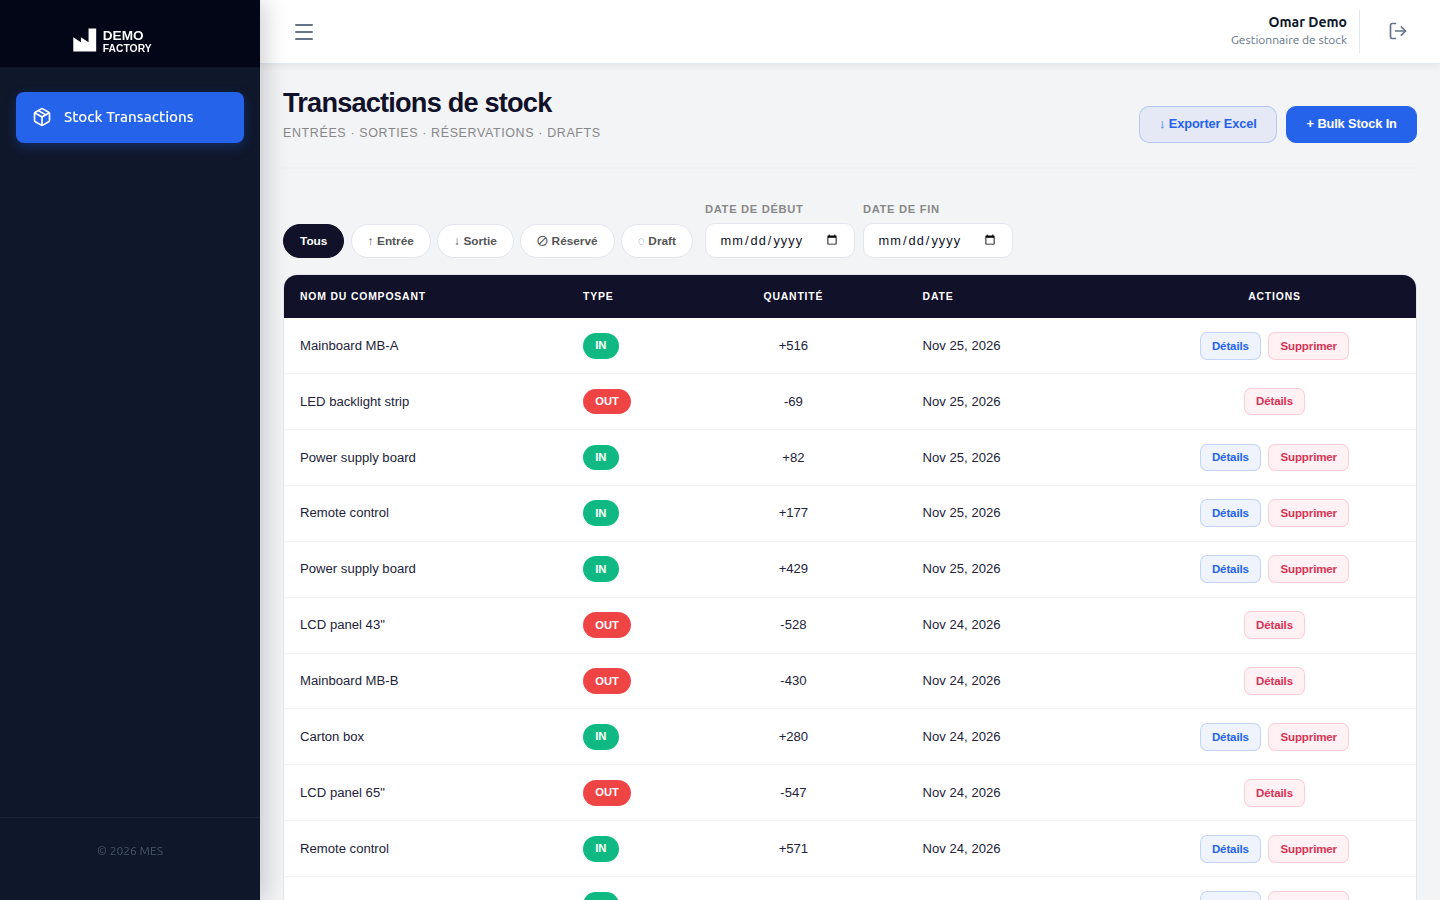 DEMO
FACTORY
Stock Transactions
© 2026 MES
Omar Demo
Gestionnaire de stock
Transactions de stock
ENTRÉES · SORTIES · RÉSERVATIONS · DRAFTS
↓ Exporter Excel
+ Bulk Stock In
Tous
↑ Entrée
↓ Sortie
⊘ Réservé
○ Draft
DATE DE DÉBUT
mm/dd/yyyy
DATE DE FIN
mm/dd/yyyy
NOM DU COMPOSANT TYPE QUANTITÉ DATE ACTIONS
Mainboard MB-A IN +516 Nov 25, 2026 Détails Supprimer
LED backlight strip OUT -69 Nov 25, 2026 Détails
Power supply board IN +82 Nov 25, 2026 Détails Supprimer
Remote control IN +177 Nov 25, 2026 Détails Supprimer
Power supply board IN +429 Nov 25, 2026 Détails Supprimer
LCD panel 43" OUT -528 Nov 24, 2026 Détails
Mainboard MB-B OUT -430 Nov 24, 2026 Détails
Carton box IN +280 Nov 24, 2026 Détails Supprimer
LCD panel 65" OUT -547 Nov 24, 2026 Détails
Remote control IN +571 Nov 24, 2026 Détails Supprimer